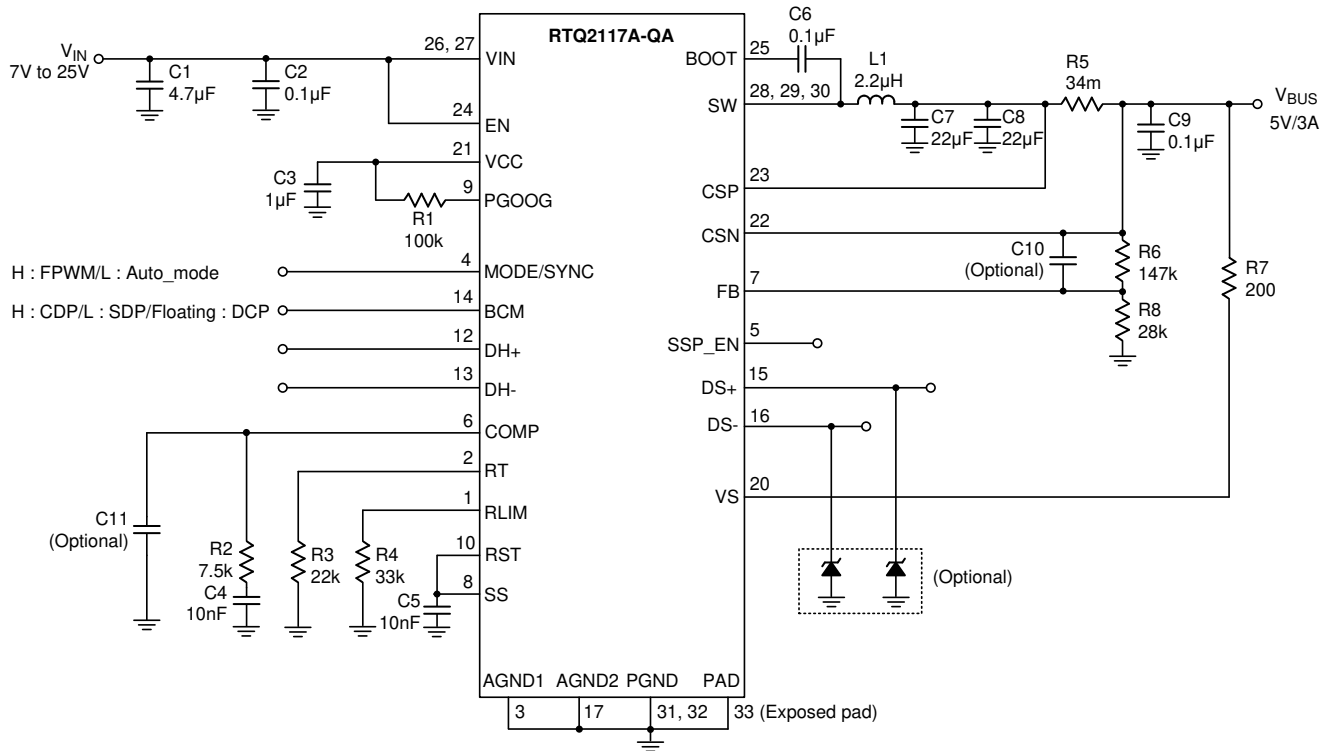 RTQ2117A-QA
VIN
7V to 25V
C1
4.7µF
C2
0.1µF
26, 27
VIN
24
EN
21
VCC
C3
1µF
9
PGOOG
R1
100k
H : FPWM/L : Auto_mode
4
MODE/SYNC
H : CDP/L : SDP/Floating : DCP
14
BCM
12
DH+
13
DH-
6
COMP
2
RT
1
RLIM
10
RST
8
SS
C11
(Optional)
R2
7.5k
C4
10nF
R3
22k
R4
33k
C5
10nF
BOOT
25
C6
0.1µF
SW
28, 29, 30
L1
2.2µH
C7
22µF
C8
22µF
R5
34m
C9
0.1µF
VBUS
5V/3A
CSP
23
CSN
22
C10
(Optional)
R6
147k
FB
7
R8
28k
R7
200
SSP_EN
5
DS+
15
DS-
16
VS
20
(Optional)
AGND1
AGND2
PGND
PAD
3
17
31, 32
33 (Exposed pad)